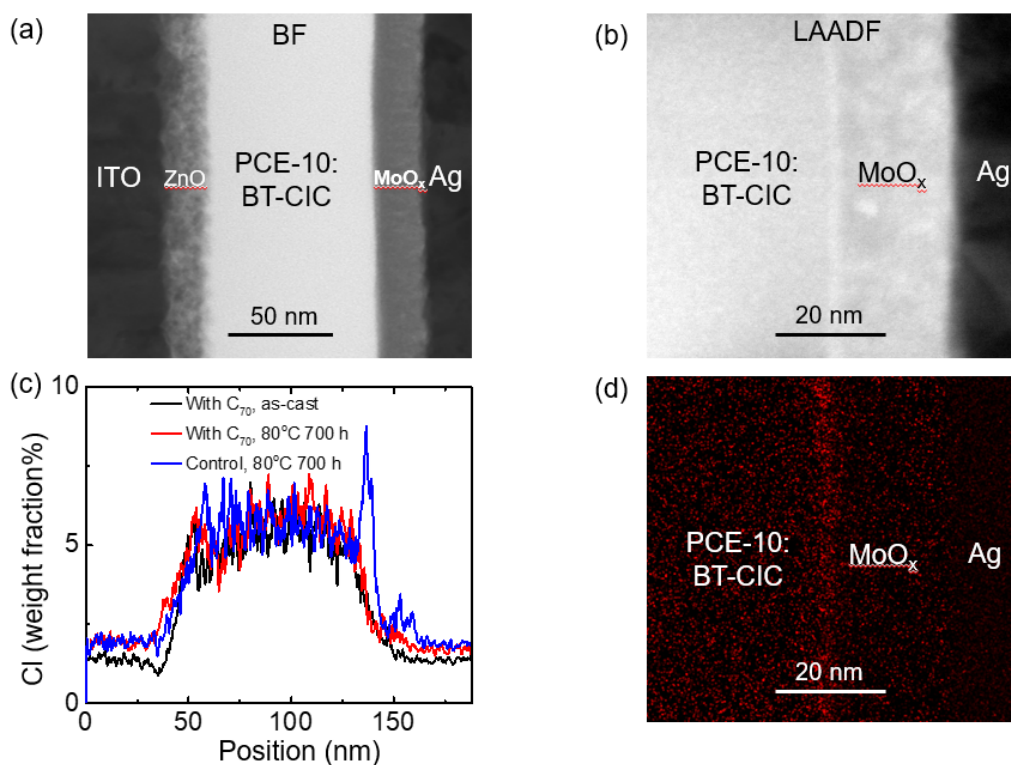 (a)
BF
ITO
ZnO
PCE-10:
BT-CIC
MoOₓ
Ag
50 nm
(b)
LAADF
PCE-10:
BT-CIC
MoOₓ
Ag
20 nm
(c)
10
5
0
Cl (weight fraction%)
With C₇₀, as-cast
With C₇₀, 80°C 700 h
Control, 80°C 700 h
0 50 100 150
Position (nm)
(d)
PCE-10:
BT-CIC
MoOₓ
Ag
20 nm